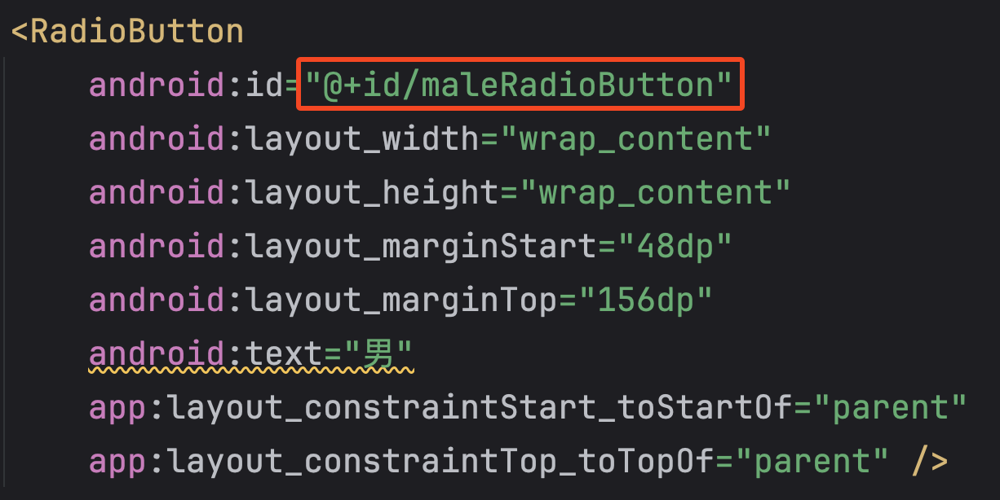 <RadioButton
android:id="@+id/maleRadioButton"
android:layout_width="wrap_content"
android:layout_height="wrap_content"
android:layout_marginStart="48dp"
android:layout_marginTop="156dp"
android:text="男"
app:layout_constraintStart_toStartOf="parent"
app:layout_constraintTop_toTopOf="parent" />